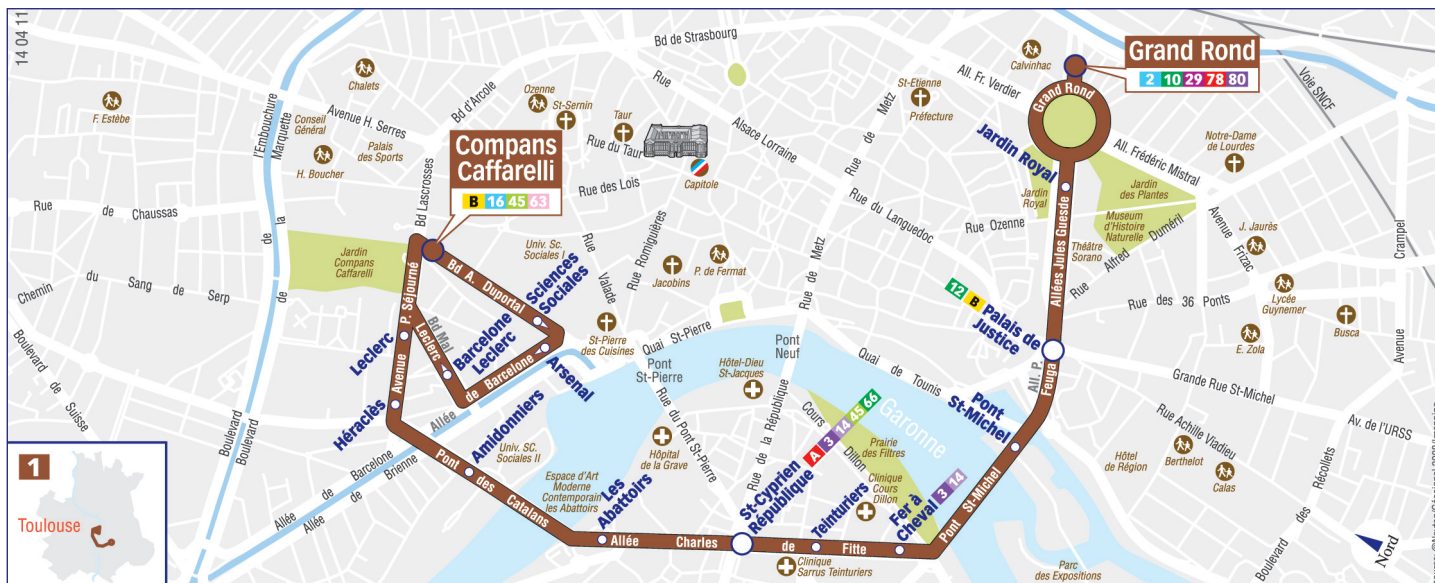 14 04 11
F. Estèbe
Chalets
Avenue H. Serres
Conseil
Général
Palais
des Sports
H. Boucher
l'Embouchure
Marquette
de la
de
Bd d'Arcole
Bd Lascrosses
Ozenne
St-Sernin
Taur
Rue du Taur
Rue des Lois
Capitole
Bd de Strasbourg
Rue
Alsace Lorraine
Rue de Metz
St-Etienne
Préfecture
Calvinhac
All. Fr. Verdier
Grand Rond
2 10 29 78 80
Grand Rond
Voie SNCF
Notre-Dame
de Lourdes
All. Frédéric Mistral
Jardin Royal
Jardin
Royal
Jardin
des Plantes
Museum
d'Histoire
Naturelle
Rue Ozenne
Rue du Languedoc
Théâtre
Sorano
Rue Alfred Duméril
Allées Jules Guesde
Avenue Frizac
J. Jaurès
Avenue Crampel
Rue des 36 Ponts
Lycée
Guynemer
Busca
E. Zola
Compans
Caffarelli
B 16 45 63
Rue de Chaussas
Chemin du Sang de Serp
Jardin
Compans
Caffarelli
Boulevard de Suisse
Boulevard
Boulevard
Avenue P. Séjourné
Bd A. Duportal
Univ. Sc.
Sociales I
Sciences
Sociales
Rue Valade
Rue Romiguières
Jacobins
P. de Fermat
Rue de Metz
Leclerc
Leclerc
Bd Mal
Barcelone
Leclerc
de Barcelone
Arsenal
Allée
St-Pierre
des Cuisines
Quai St-Pierre
Pont
St-Pierre
Pont
Neuf
Hôtel-Dieu
St-Jacques
Quai de Tounis
12 B
Palais de
Justice
All. P.
Feuga
Grande Rue St-Michel
Rue Achille Viadieu
Av. de l'URSS
Hôtel
de Région
Berthelot
Calas
Boulevard des Récollets
Héraclès
Amidonniers
Univ. SC.
Sociales II
Allée de Barcelone
Allée de Brienne
Pont des Catalans
Espace d'Art
Moderne
Contemporain
les Abattoirs
Les
Abattoirs
Hôpital
de la Grave
Rue du Pont St-Pierre
Rue de la République
Cours Dillon
Prairie
des Filtres
Garonne
A 3 14 45 66
St-Cyprien
République
Teinturiers
Clinique
Cours
Dillon
Fer à
Cheval
3 14
Pont
St-Michel
Pont St-Michel
Allée Charles de Fitte
Clinique
Sarrus Teinturiers
Parc
des Expositions
Nord
1
Toulouse